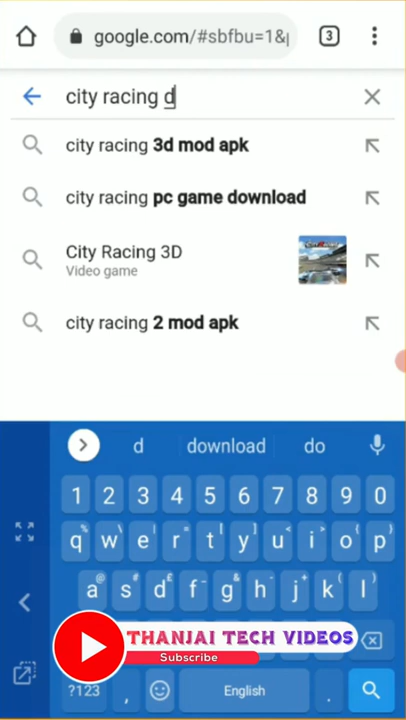 google.com/#sbfbu=1&
3
city racing d
city racing 3d mod apk
city racing pc game download
City Racing 3D
Video game
city racing 2 mod apk
d download do
1 2 3 4 5 6 7 8 9 0
q w e r t y u i o p
a s d f g h j k l
THANJAI TECH VIDEOS
Subscribe
?123 , English .